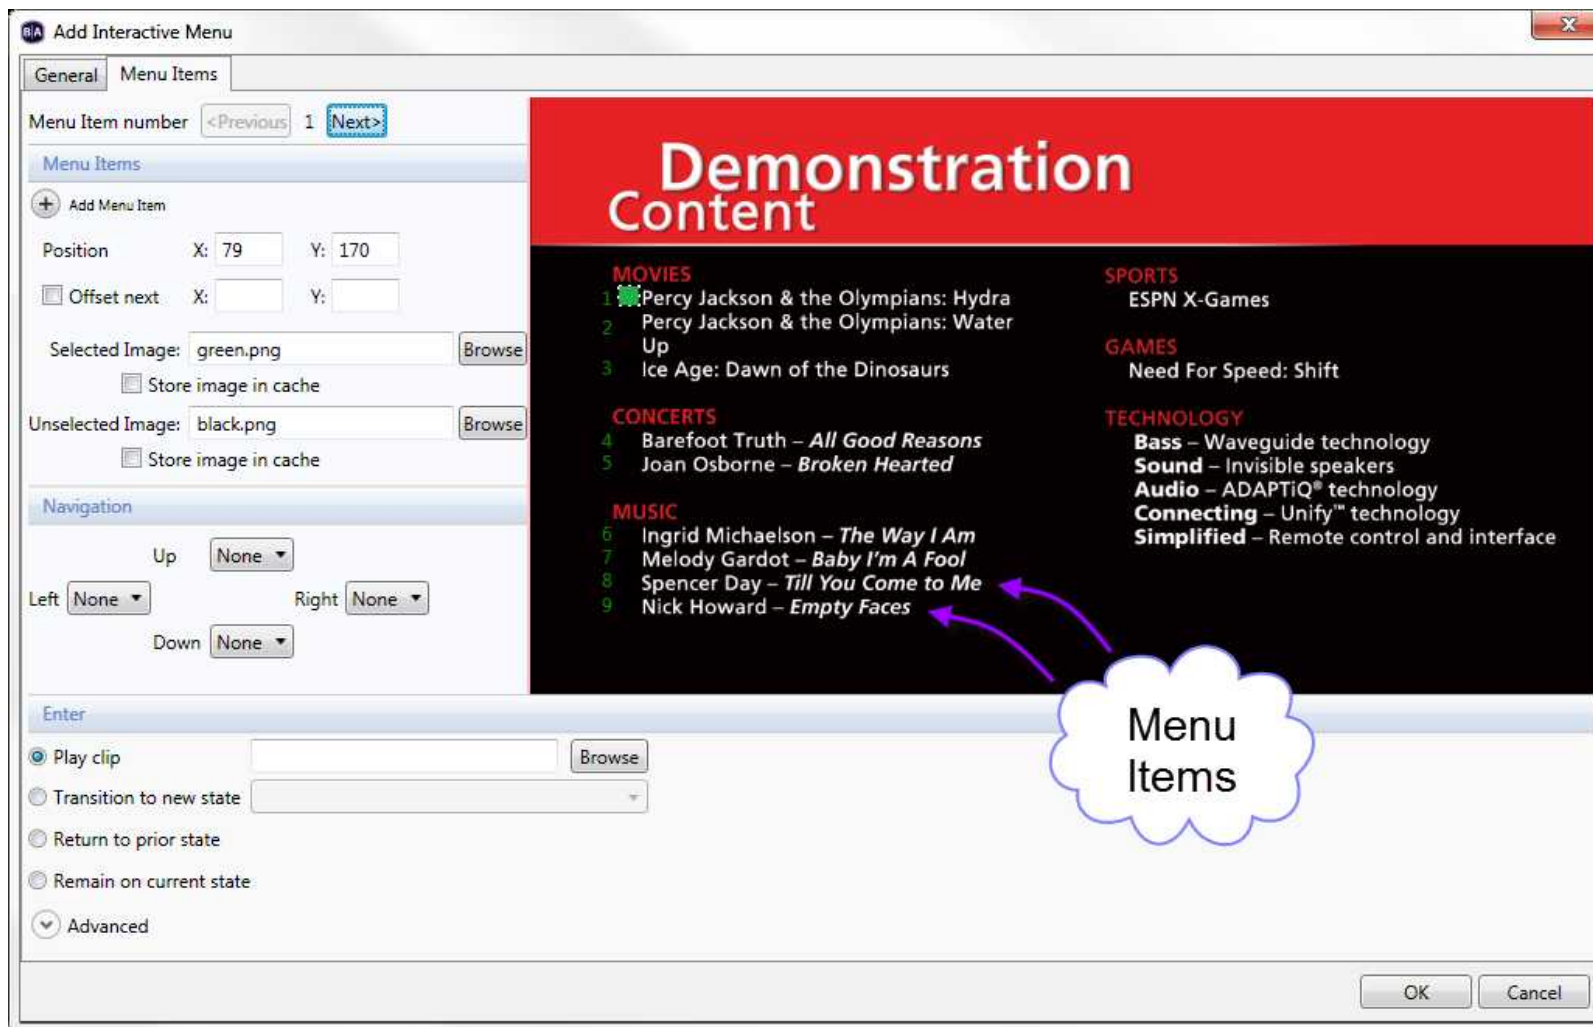 BA Add Interactive Menu
X
General Menu Items
Menu Item number <Previous 1 Next>
Menu Items
+ Add Menu Item
Position X: 79 Y: 170
Offset next X: Y:
Selected Image: green.png Browse
Store image in cache
Unselected Image: black.png Browse
Store image in cache
Navigation
Up None
Left None Right None
Down None
Demonstration
Content
MOVIES
1 Percy Jackson & the Olympians: Hydra
2 Percy Jackson & the Olympians: Water
Up
3 Ice Age: Dawn of the Dinosaurs
CONCERTS
4 Barefoot Truth – All Good Reasons
5 Joan Osborne – Broken Hearted
MUSIC
6 Ingrid Michaelson – The Way I Am
7 Melody Gardot – Baby I'm A Fool
8 Spencer Day – Till You Come to Me
9 Nick Howard – Empty Faces
SPORTS
ESPN X-Games
GAMES
Need For Speed: Shift
TECHNOLOGY
Bass – Waveguide technology
Sound – Invisible speakers
Audio – ADAPTiQ® technology
Connecting – Unify™ technology
Simplified – Remote control and interface
Menu
Items
Enter
Play clip Browse
Transition to new state
Return to prior state
Remain on current state
Advanced
OK Cancel